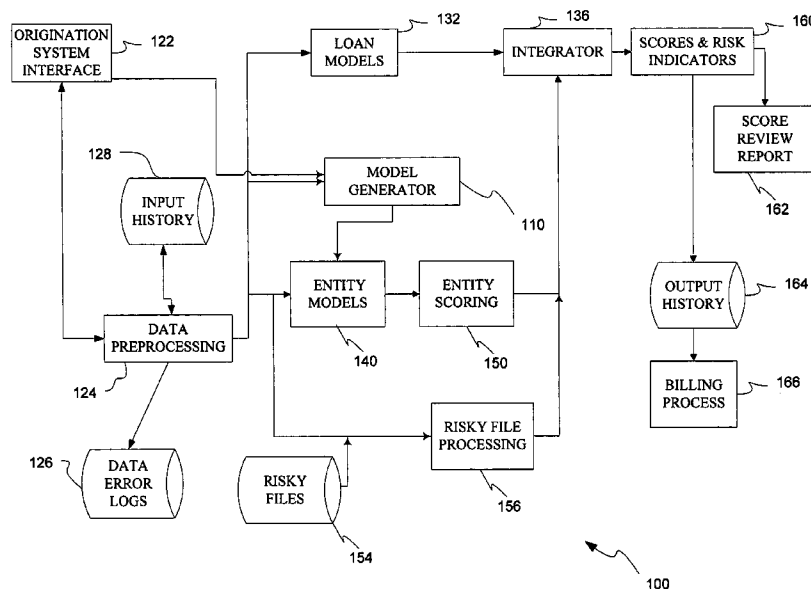 ORIGINATION
SYSTEM
INTERFACE
122
132
LOAN
MODELS
136
INTEGRATOR
160
SCORES & RISK
INDICATORS
SCORE
REVIEW
REPORT
162
128
INPUT
HISTORY
MODEL
GENERATOR
110
ENTITY
MODELS
140
ENTITY
SCORING
150
OUTPUT
HISTORY
164
DATA
PREPROCESSING
124
BILLING
PROCESS
166
126
DATA
ERROR
LOGS
RISKY
FILES
154
RISKY FILE
PROCESSING
156
100